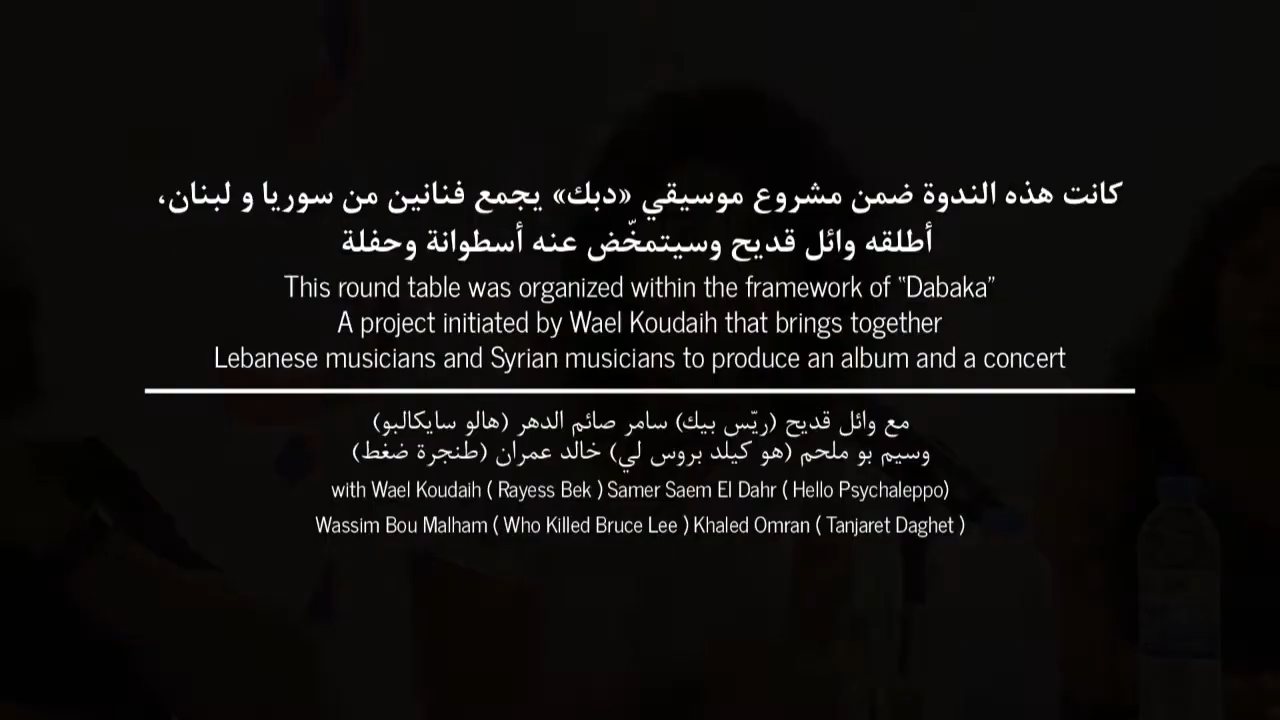 كانت هذه الندوة ضمن مشروع موسيقي «دبك» يجمع فنانين من سوريا و لبنان،
أطلقه وائل قديح وسيتمخّض عنه أسطوانة وحفلة
This round table was organized within the framework of “Dabaka”
A project initiated by Wael Koudaih that brings together
Lebanese musicians and Syrian musicians to produce an album and a concert
مع وائل قديح (ريّس بيك) سامر صائم الدهر (هالو سايكالبو)
وسيم بو ملحم (هو كيلد بروس لي) خالد عمران (طنجرة ضغط)
with Wael Koudaih ( Rayess Bek ) Samer Saem El Dahr ( Hello Psychaleppo)
Wassim Bou Malham ( Who Killed Bruce Lee ) Khaled Omran ( Tanjaret Daghet )